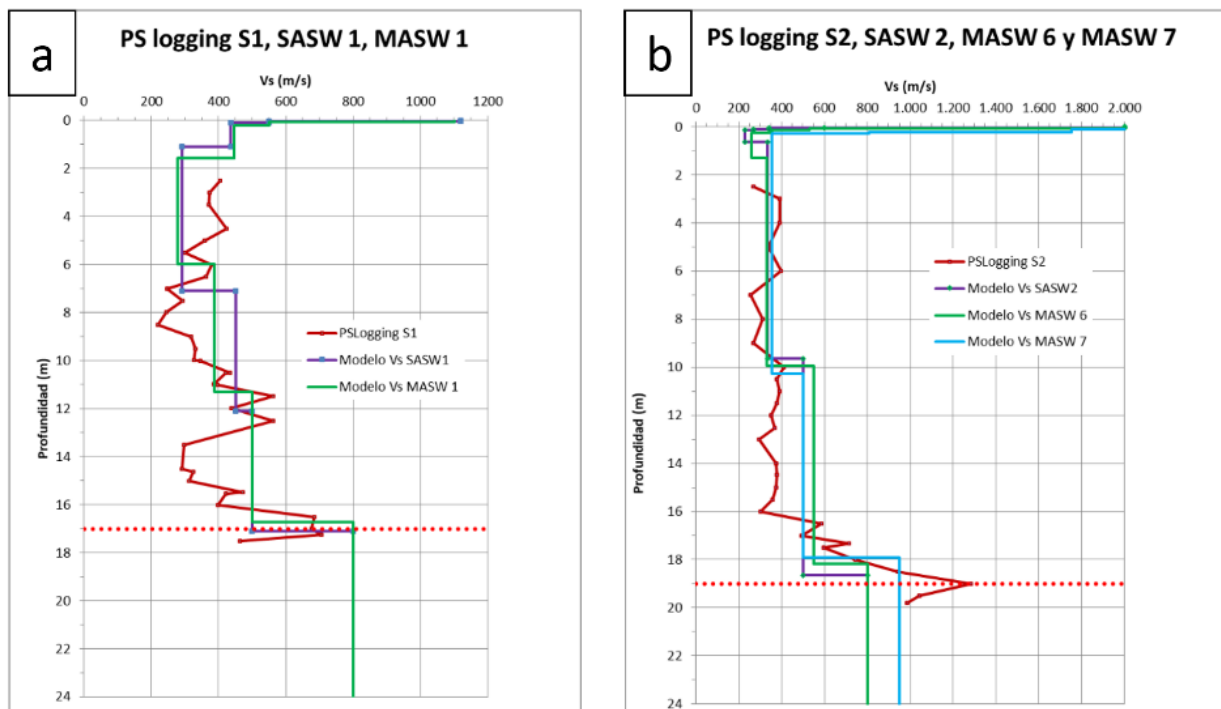 a
PS logging S1, SASW 1, MASW 1
Vs (m/s)
0 200 400 600 800 1000 1200
0
2
4
6
8
10
12
14
16
18
20
22
24
Profundidad (m)
PSLogging S1
Modelo Vs SASW1
Modelo Vs MASW 1
b
PS logging S2, SASW 2, MASW 6 y MASW 7
Vs (m/s)
0 200 400 600 800 1.000 1.200 1.400 1.600 1.800 2.000
0
2
4
6
8
10
12
14
16
18
20
22
24
Profundidad (m)
PSLogging S2
Modelo Vs SASW2
Modelo Vs MASW 6
Modelo Vs MASW 7